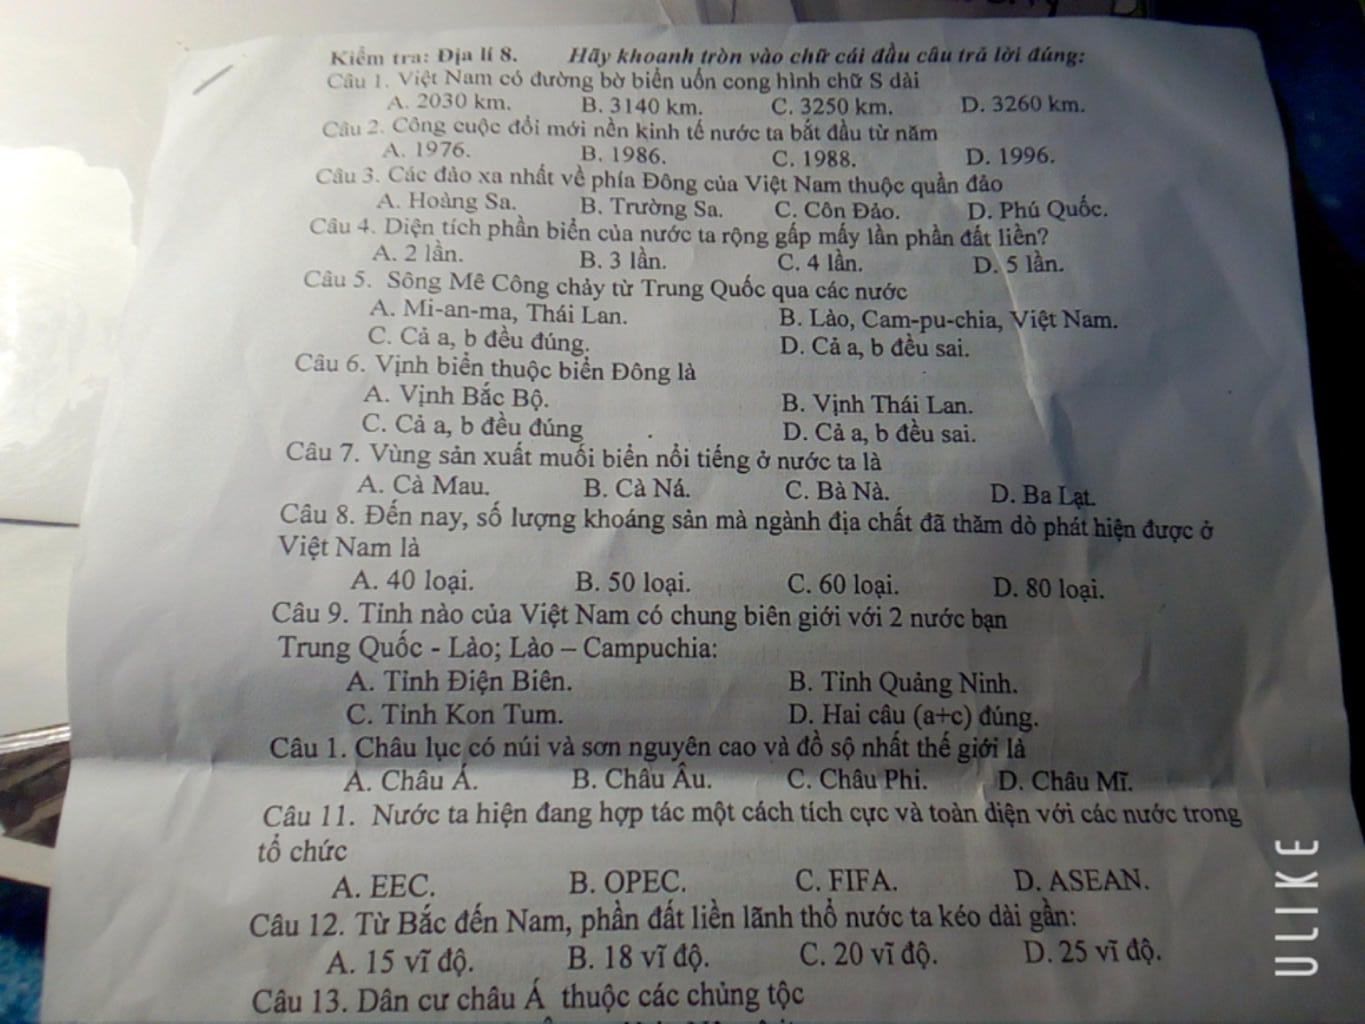 Kiểm tra: Địa lí 8. Hãy khoanh tròn vào chữ cái đầu câu trả lời đúng:
Câu 1. Việt Nam có đường bờ biển uốn cong hình chữ S dài
A. 2030 km. B. 3140 km. C. 3250 km. D. 3260 km.
Câu 2. Công cuộc đổi mới nền kinh tế nước ta bắt đầu từ năm
A. 1976. B. 1986. C. 1988. D. 1996.
Câu 3. Các đảo xa nhất về phía Đông của Việt Nam thuộc quần đảo
A. Hoàng Sa. B. Trường Sa. C. Côn Đảo. D. Phú Quốc.
Câu 4. Diện tích phần biển của nước ta rộng gấp mấy lần phần đất liền?
A. 2 lần. B. 3 lần. C. 4 lần. D. 5 lần.
Câu 5. Sông Mê Công chảy từ Trung Quốc qua các nước
A. Mi-an-ma, Thái Lan. B. Lào, Cam-pu-chia, Việt Nam.
C. Cả a, b đều đúng. D. Cả a, b đều sai.
Câu 6. Vịnh biển thuộc biển Đông là
A. Vịnh Bắc Bộ. B. Vịnh Thái Lan.
C. Cả a, b đều đúng D. Cả a, b đều sai.
Câu 7. Vùng sản xuất muối biển nổi tiếng ở nước ta là
A. Cà Mau. B. Cà Ná. C. Bà Nà. D. Ba Lạt.
Câu 8. Đến nay, số lượng khoáng sản mà ngành địa chất đã thăm dò phát hiện được ở
Việt Nam là
A. 40 loại. B. 50 loại. C. 60 loại. D. 80 loại.
Câu 9. Tỉnh nào của Việt Nam có chung biên giới với 2 nước bạn
Trung Quốc - Lào; Lào – Campuchia:
A. Tỉnh Điện Biên. B. Tỉnh Quảng Ninh.
C. Tỉnh Kon Tum. D. Hai câu (a+c) đúng.
Câu 1. Châu lục có núi và sơn nguyên cao và đồ sộ nhất thế giới là
A. Châu Á. B. Châu Âu. C. Châu Phi. D. Châu Mĩ.
Câu 11. Nước ta hiện đang hợp tác một cách tích cực và toàn diện với các nước trong
tổ chức
A. EEC. B. OPEC. C. FIFA. D. ASEAN.
Câu 12. Từ Bắc đến Nam, phần đất liền lãnh thổ nước ta kéo dài gần:
A. 15 vĩ độ. B. 18 vĩ độ. C. 20 vĩ độ. D. 25 vĩ độ.
Câu 13. Dân cư châu Á thuộc các chủng tộc
ULIKE